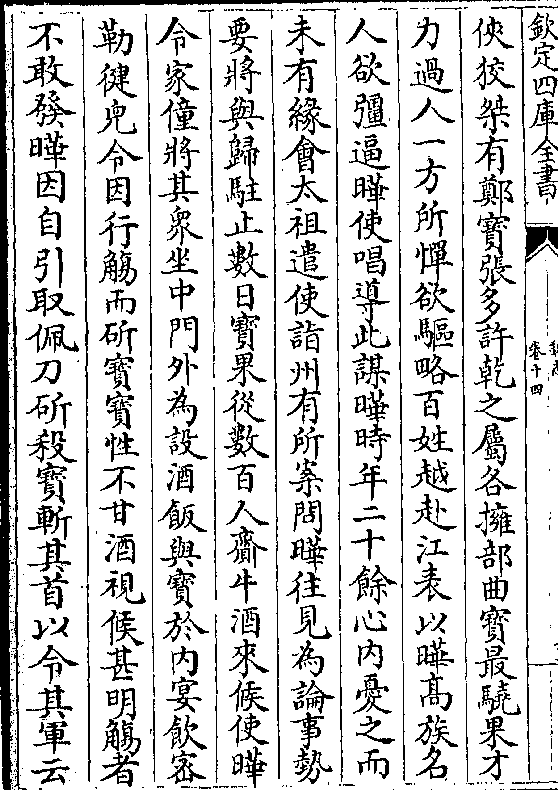 欽定四庫全書
卷十四
俠狡桀有鄭寶張多許乾之屬各擁部曲寶最驍果才
力過人一方所憚欲驅略百姓越赴江表以曄髙族名
人欲彊逼曄使唱導此謀曄時年二十餘心内憂之而
未有緣會太祖遣使詣州有所案問曄往見為論事勢
要將與歸駐止數日寶果從數百人齎牛酒來候使曄
令家僮將其衆坐中門外為設酒飯與寶於内宴飲宻
勒健兒令因行觴而斫寶寶性不甘酒視候甚明觴者
不敢發曄因自引取佩刀斫殺寶斬其首以令其軍云